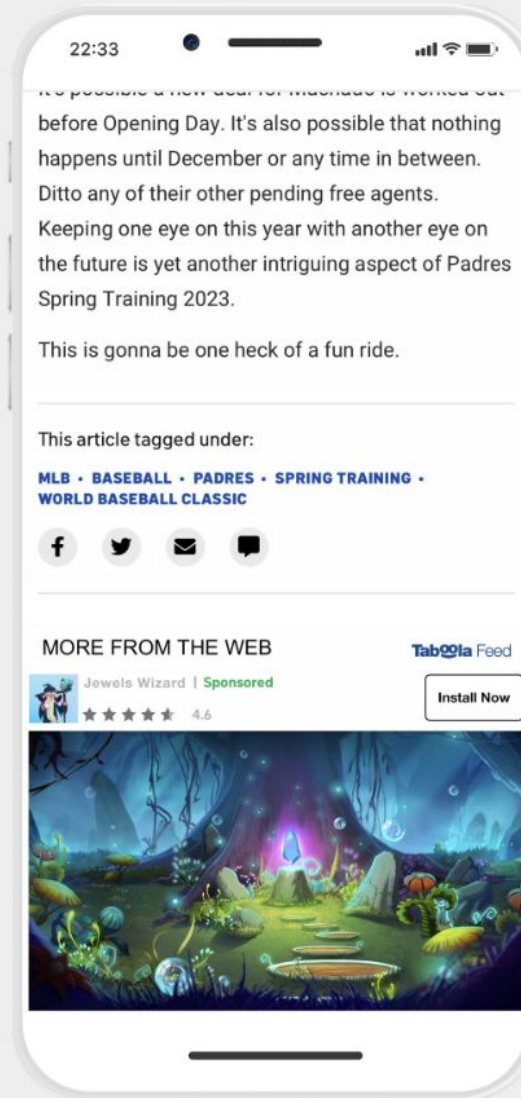 22:33
before Opening Day. It's also possible that nothing
happens until December or any time in between.
Ditto any of their other pending free agents.
Keeping one eye on this year with another eye on
the future is yet another intriguing aspect of Padres
Spring Training 2023.
This is gonna be one heck of a fun ride.
This article tagged under:
MLB • BASEBALL • PADRES • SPRING TRAINING •
WORLD BASEBALL CLASSIC
MORE FROM THE WEB
Taboola Feed
Jewels Wizard | Sponsored
Install Now
4.6